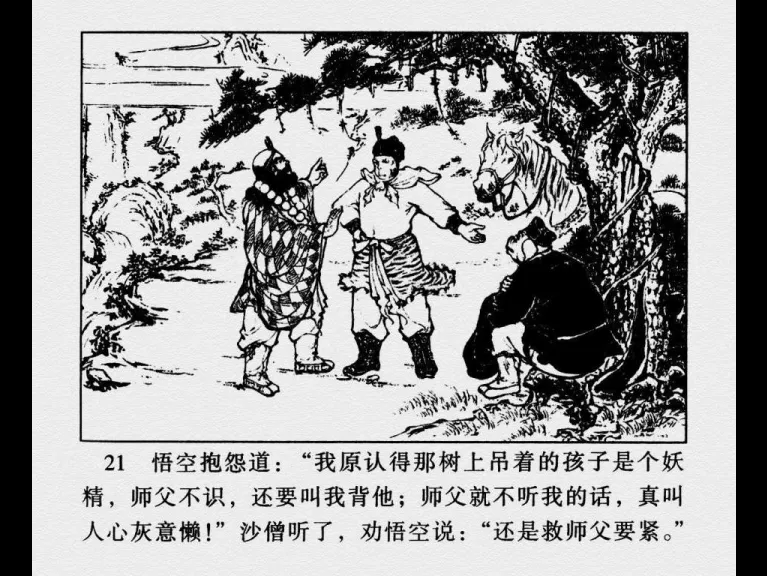 21 悟空抱怨道：“我原认得那树上吊着的孩子是个妖
精，师父不识，还要叫我背他；师父就不听我的话，真叫
人心灰意懒！”沙僧听了，劝悟空说：“还是救师父要紧。”